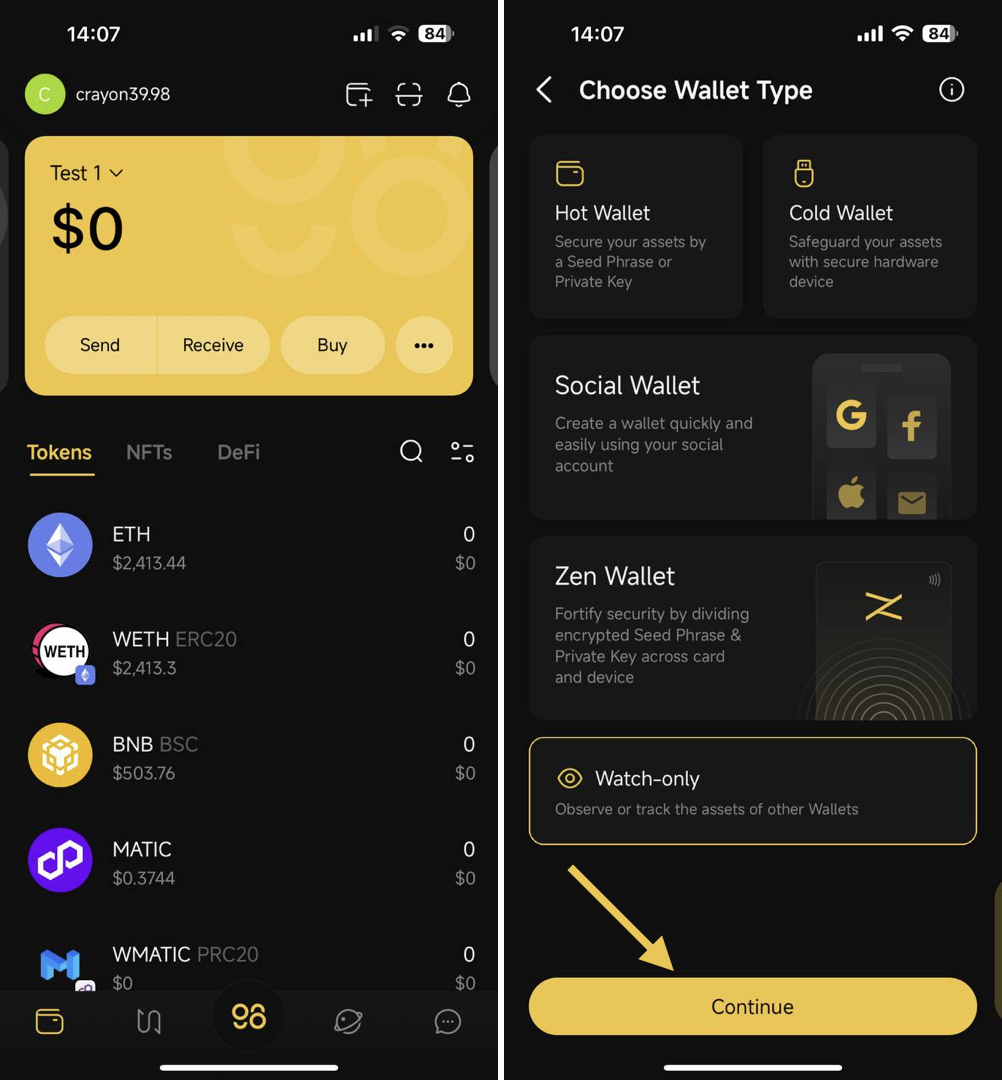 14:07
84
C
crayon39.98
Test 1
$0
Send
Receive
Buy
Tokens
NFTs
DeFi
ETH
0
$2,413.44
$0
WETH
WETH ERC20
0
$2,413.3
$0
BNB BSC
0
$503.76
$0
MATIC
0
$0.3744
$0
WMATIC PRC20
0
$0
$0
14:07
84
Choose Wallet Type
Hot Wallet
Secure your assets by
a Seed Phrase or
Private Key
Cold Wallet
Safeguard your assets
with secure hardware
device
Social Wallet
Create a wallet quickly and
easily using your social
account
Zen Wallet
Fortify security by dividing
encrypted Seed Phrase &
Private Key across card
and device
Watch-only
Observe or track the assets of other Wallets
Continue